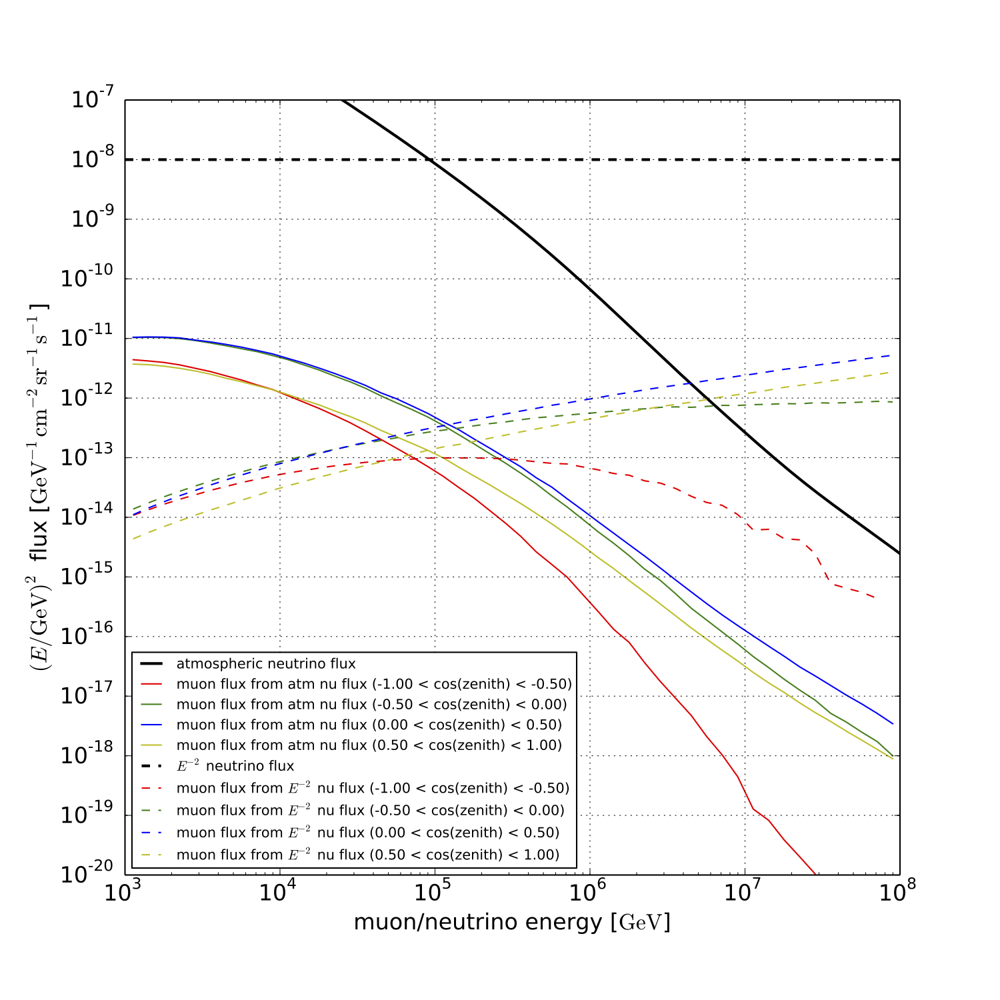 10^-7
10^-8
10^-9
10^-10
10^-11
10^-12
10^-13
10^-14
10^-15
10^-16
10^-17
10^-18
10^-19
10^-20
(E/GeV)^2 flux [GeV^−1 cm^−2 sr^−1 s^−1]
atmospheric neutrino flux
muon flux from atm nu flux (-1.00 < cos(zenith) < -0.50)
muon flux from atm nu flux (-0.50 < cos(zenith) < 0.00)
muon flux from atm nu flux (0.00 < cos(zenith) < 0.50)
muon flux from atm nu flux (0.50 < cos(zenith) < 1.00)
E^−2 neutrino flux
muon flux from E^−2 nu flux (-1.00 < cos(zenith) < -0.50)
muon flux from E^−2 nu flux (-0.50 < cos(zenith) < 0.00)
muon flux from E^−2 nu flux (0.00 < cos(zenith) < 0.50)
muon flux from E^−2 nu flux (0.50 < cos(zenith) < 1.00)
10^3 10^4 10^5 10^6 10^7 10^8
muon/neutrino energy [GeV]